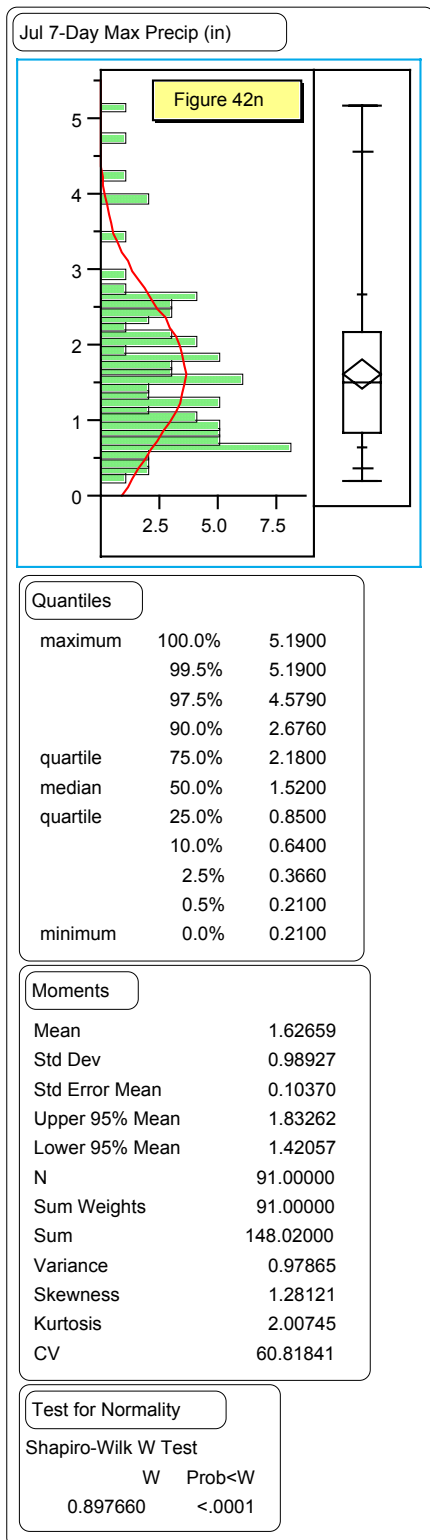 Jul 7-Day Max Precip (in)
Figure 42n
5
4
3
2
1
0
2.5 5.0 7.5
Quantiles
maximum 100.0% 5.1900
99.5% 5.1900
97.5% 4.5790
90.0% 2.6760
quartile 75.0% 2.1800
median 50.0% 1.5200
quartile 25.0% 0.8500
10.0% 0.6400
2.5% 0.3660
0.5% 0.2100
minimum 0.0% 0.2100
Moments
Mean 1.62659
Std Dev 0.98927
Std Error Mean 0.10370
Upper 95% Mean 1.83262
Lower 95% Mean 1.42057
N 91.00000
Sum Weights 91.00000
Sum 148.02000
Variance 0.97865
Skewness 1.28121
Kurtosis 2.00745
CV 60.81841
Test for Normality
Shapiro-Wilk W Test
W Prob<W
0.897660 <.0001